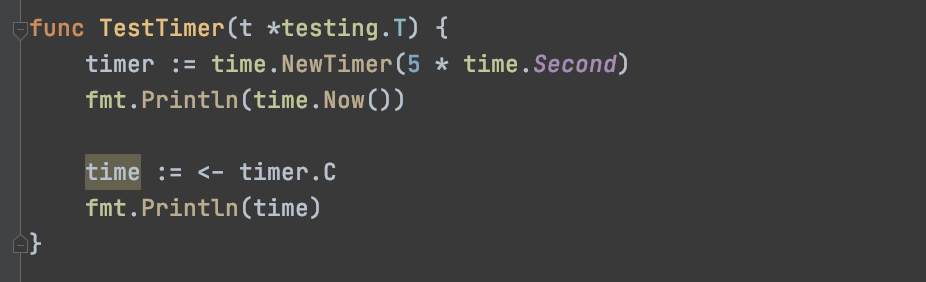 func TestTimer(t *testing.T) {
    timer := time.NewTimer(5 * time.Second)
    fmt.Println(time.Now())

    time := <- timer.C
    fmt.Println(time)
}